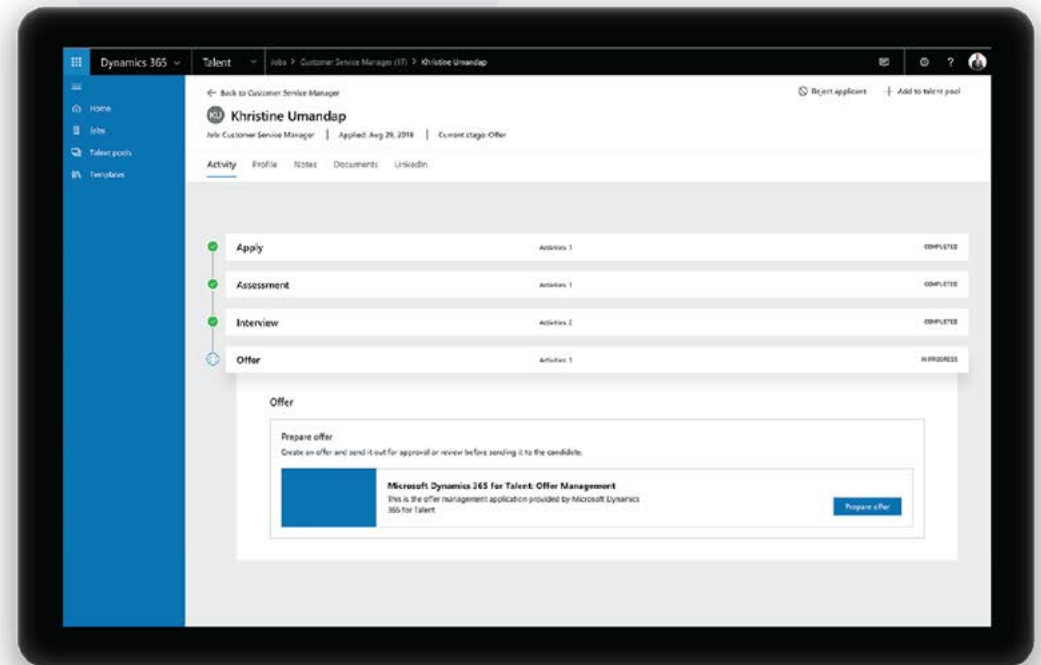 Dynamics 365
Talent
Jobs > Customer Service Manager (17) > Khristine Umandap
?
Home
Jobs
Talent pools
Templates
← Back to Customer Service Manager
Reject applicant
+ Add to talent pool
KU
Khristine Umandap
Job: Customer Service Manager | Applied: Aug 29, 2018 | Current stage: Offer
Activity Profile Notes Documents LinkedIn
Apply Activities 1 COMPLETED
Assessment Activities 1 COMPLETED
Interview Activities 2 COMPLETED
Offer Activities 1 IN PROGRESS
Offer
Prepare offer
Create an offer and send it out for approval or review before sending it to the candidate.
Microsoft Dynamics 365 for Talent: Offer Management
This is the offer management application provided by Microsoft Dynamics
365 for Talent
Prepare offer